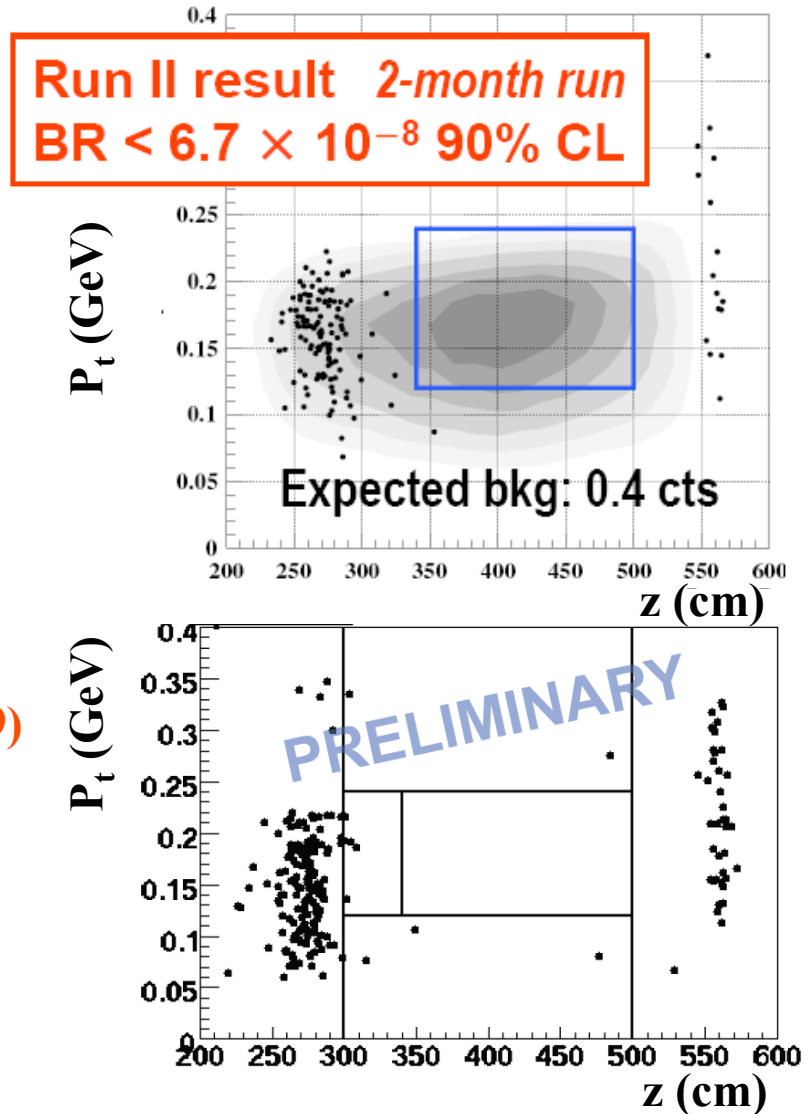 0.4
Run II result 2-month run
BR < 6.7 × 10⁻⁸ 90% CL
0.25
0.2
0.15
0.1
0.05
0
P_t (GeV)
Expected bkg: 0.4 cts
200 250 300 350 400 450 500 550 600
z (cm)
0.4
0.35
0.3
0.25
0.2
0.15
0.1
0.05
0
P_t (GeV)
PRELIMINARY
)
200 250 300 350 400 450 500 550 600
z (cm)